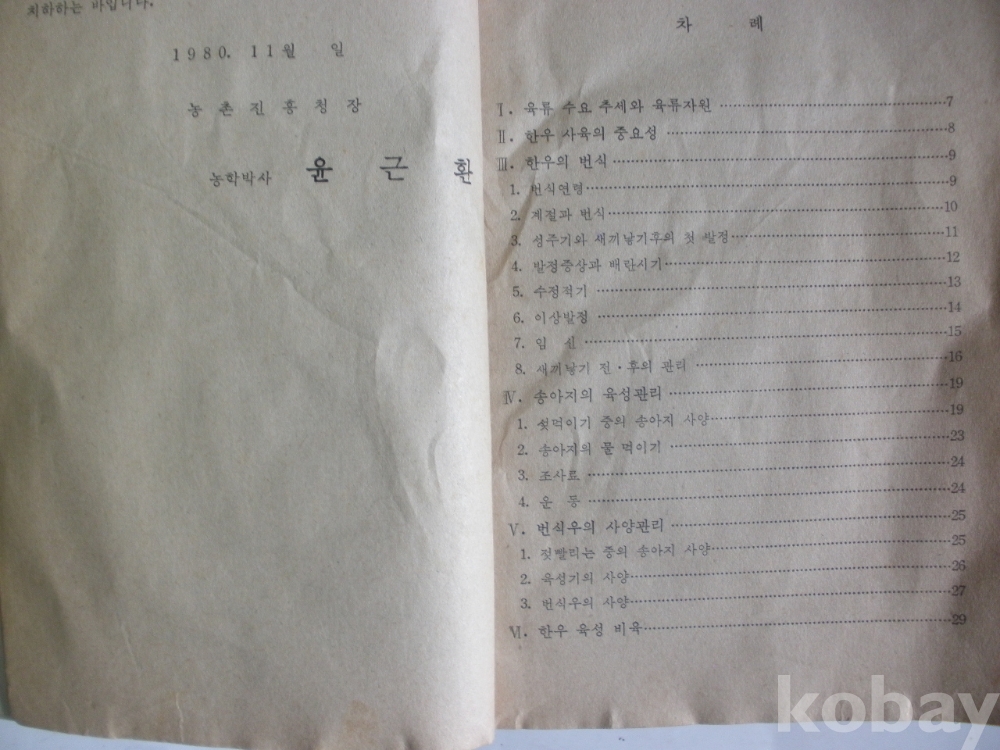 치하하는 바입니다.
1980. 11월 일
농촌진흥청장
농학박사 윤근환
차 례
Ⅰ. 육류 수요 추세와 육류자원 7
Ⅱ. 한우 사육의 중요성 8
Ⅲ. 한우의 번식 9
1. 번식연령 9
2. 계절과 번식 10
3. 성주기와 새끼낳기후의 첫 발정 11
4. 발정증상과 배란시기 12
5. 수정적기 13
6. 이상발정 14
7. 임 신 15
8. 새끼낳기 전·후의 관리 16
Ⅳ. 송아지의 육성관리 19
1. 젖먹이기 중의 송아지 사양 19
2. 송아지의 물 먹이기 23
3. 조사료 24
4. 운 동 24
Ⅴ. 번식우의 사양관리 25
1. 젖빨리는 중의 송아지 사양 25
2. 육성기의 사양 26
3. 번식우의 사양 27
Ⅵ. 한우 육성 비육 29
kobay